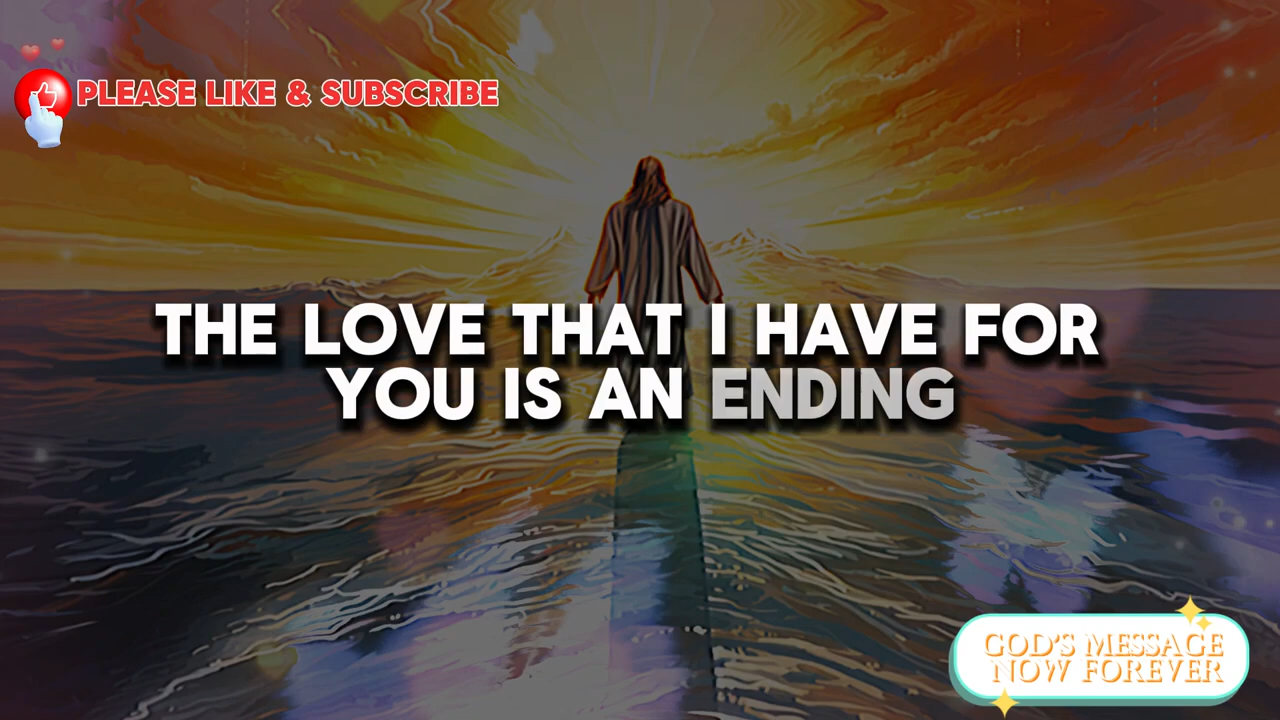 PLEASE LIKE & SUBSCRIBE
THE LOVE THAT I HAVE FOR
YOU IS AN ENDING
GOD'S MESSAGE
NOW FOREVER